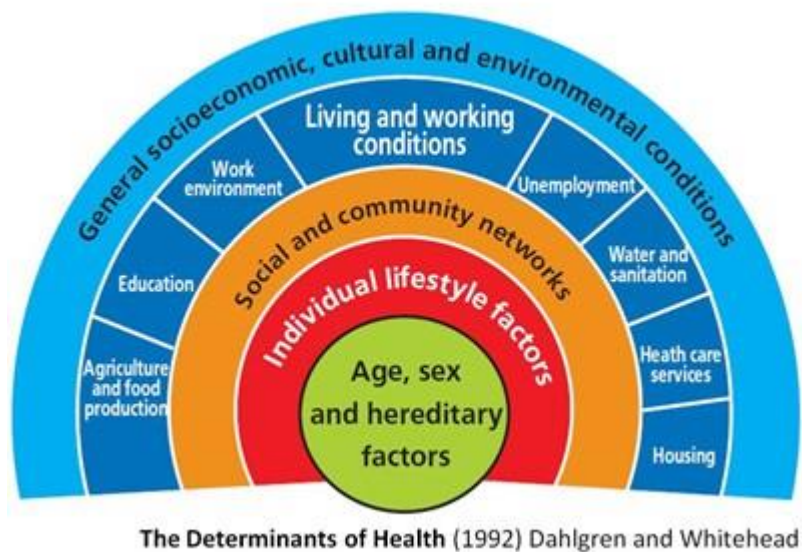 General socioeconomic, cultural and environmental conditions
Living and working
conditions
Work
environment
Unemployment
Education
Water and
sanitation
Agriculture
and food
production
Heath care
services
Housing
Social and community networks
Individual lifestyle factors
Age, sex
and hereditary
factors
The Determinants of Health (1992) Dahlgren and Whitehead